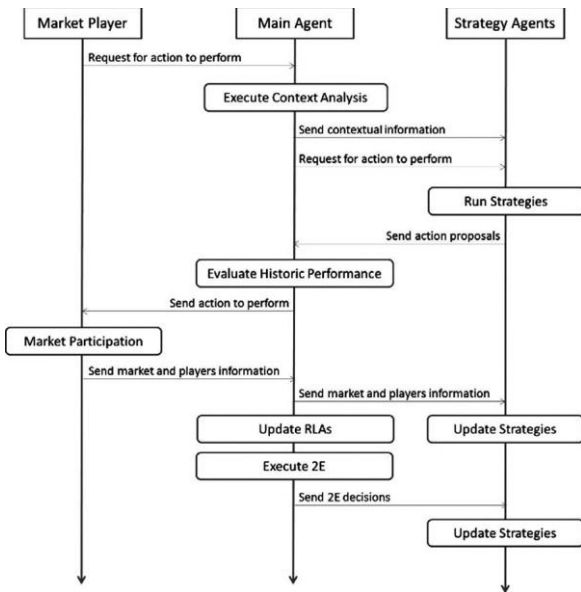 Market Player
Main Agent
Strategy Agents
Request for action to perform
Execute Context Analysis
Send contextual information
Request for action to perform
Run Strategies
Send action proposals
Evaluate Historic Performance
Send action to perform
Market Participation
Send market and players information
Send market and players information
Update RLAs
Update Strategies
Execute 2E
Send 2E decisions
Update Strategies